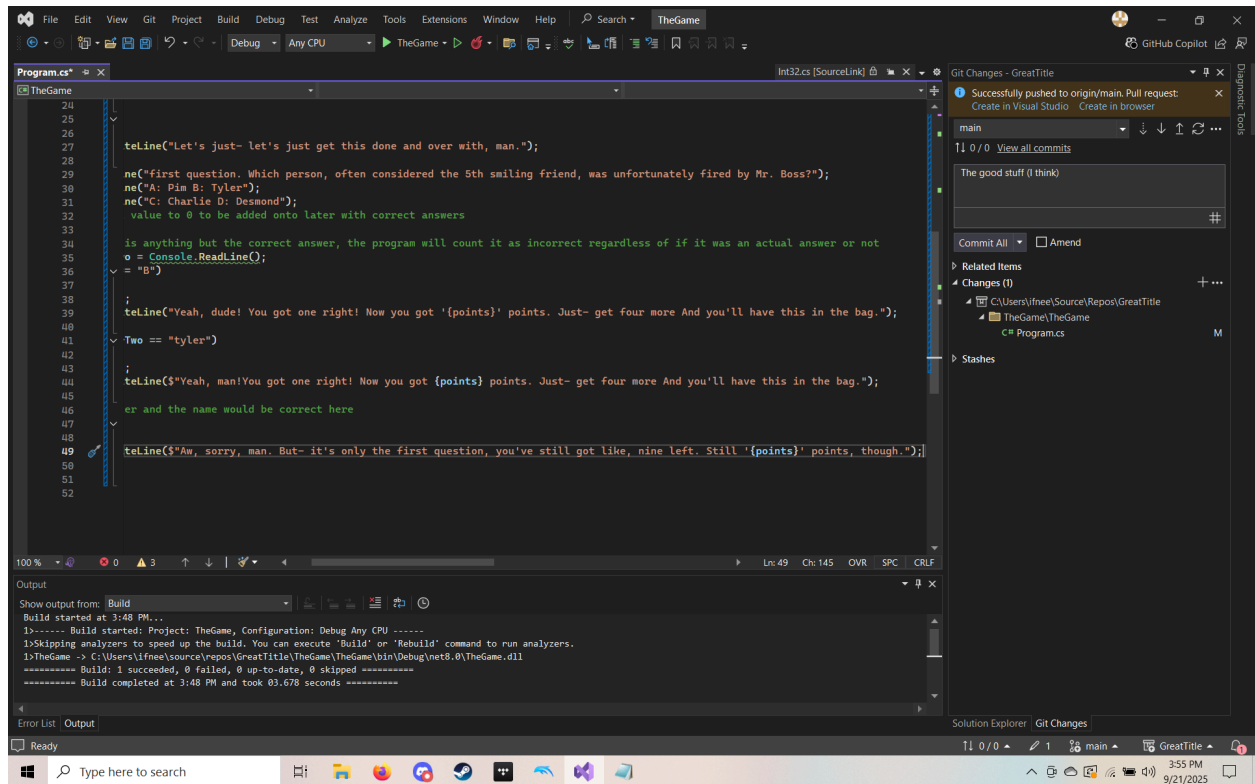 File Edit View Git Project Build Debug Test Analyze Tools Extensions Window Help Search TheGame
Debug Any CPU TheGame GitHub Copilot
Program.cs* Int32.cs [SourceLink]
TheGame
24
25
26
27 teLine("Let's just- let's just get this done and over with, man.");
28
29 ne("first question. Which person, often considered the 5th smiling friend, was unfortunately fired by Mr. Boss?");
30 ne("A: Pim B: Tyler");
31 ne("C: Charlie D: Desmond");
32 value to 0 to be added onto later with correct answers
33
34 is anything but the correct answer, the program will count it as incorrect regardless of if it was an actual answer or not
35 o = Console.ReadLine();
36 = "B")
37
38 ;
39 teLine("Yeah, dude! You got one right! Now you got '{points}' points. Just- get four more And you'll have this in the bag.");
40
41 Two == "tyler")
42
43 ;
44 teLine($"Yeah, man!You got one right! Now you got {points} points. Just- get four more And you'll have this in the bag.");
45
46 er and the name would be correct here
47
48
49 teLine($"Aw, sorry, man. But- it's only the first question, you've still got like, nine left. Still '{points}' points, though.");
50
51
52
100 % 0 3 Ln: 49 Ch: 145 OVR SPC CRLF
Output
Show output from: Build
Build started at 3:48 PM...
1>------ Build started: Project: TheGame, Configuration: Debug Any CPU ------
1>Skipping analyzers to speed up the build. You can execute 'Build' or 'Rebuild' command to run analyzers.
1>TheGame -> C:\Users\ifnee\source\repos\GreatTitle\TheGame\TheGame\bin\Debug\net8.0\TheGame.dll
========== Build: 1 succeeded, 0 failed, 0 up-to-date, 0 skipped ==========
========== Build completed at 3:48 PM and took 03.678 seconds ==========
Error List Output
Git Changes - GreatTitle
Successfully pushed to origin/main. Pull request:
Create in Visual Studio Create in browser
main
0 / 0 View all commits
The good stuff (I think)
Commit All Amend
Related Items
Changes (1)
C:\Users\ifnee\Source\Repos\GreatTitle
TheGame\TheGame
C# Program.cs M
Stashes
Solution Explorer Git Changes
Diagnostic Tools
Ready 0 / 0 1 main GreatTitle 1
Type here to search
3:55 PM
9/21/2025